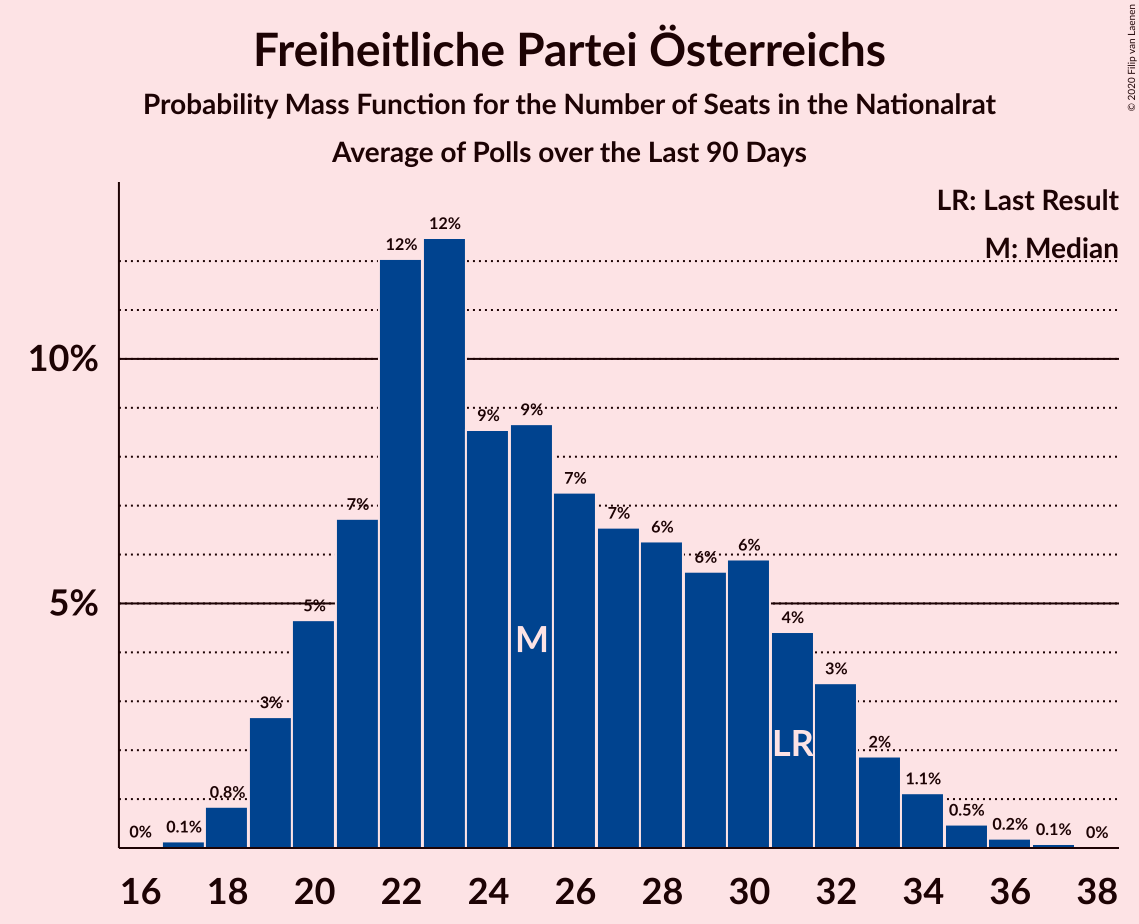 Freiheitliche Partei Österreichs
Probability Mass Function for the Number of Seats in the Nationalrat
Average of Polls over the Last 90 Days
© 2020 Filip van Laenen
LR: Last Result
M: Median
10%
5%
0%
0.1%
0.8%
3%
5%
7%
12%
12%
9%
9%
7%
7%
6%
6%
6%
4%
3%
2%
1.1%
0.5%
0.2%
0.1%
0%
M
LR
16 18 20 22 24 26 28 30 32 34 36 38